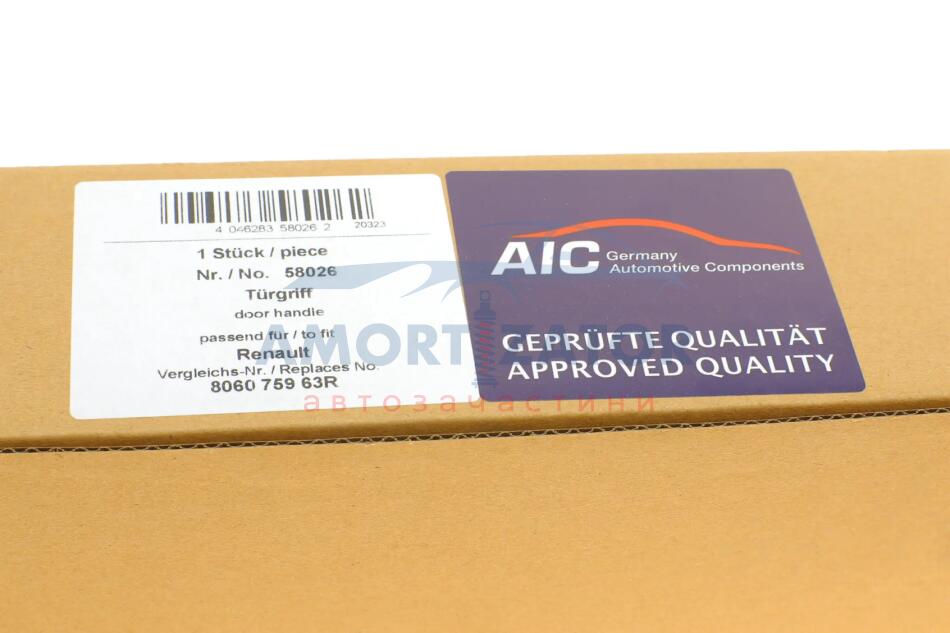 4 046283 58026 2 20323
1 Stück / piece
Nr. / No. 58026
Türgriff
door handle
passend für / to fit
Renault
Vergleichs-Nr. / Replaces No.
8060 759 63R
AIC Germany
Automotive Components
GEPRÜFTE QUALITÄT
APPROVED QUALITY
AMORTIZATOR
автозачастини